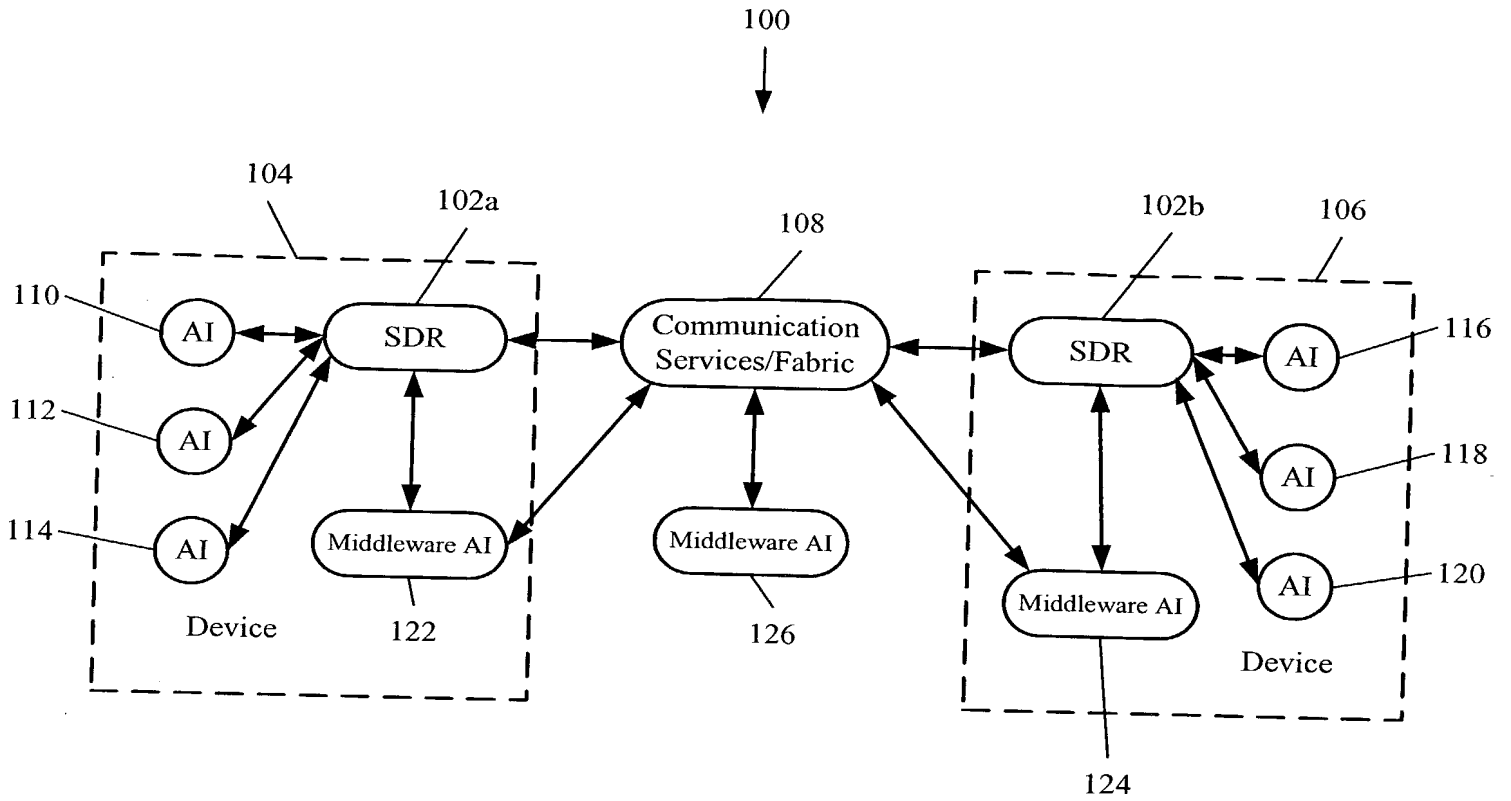 100
104
102a
108
102b
106
110
AI
SDR
Communication
Services/Fabric
SDR
AI
116
112
AI
AI
118
114
AI
Middleware AI
Middleware AI
Middleware AI
AI
120
Device
122
126
Device
124